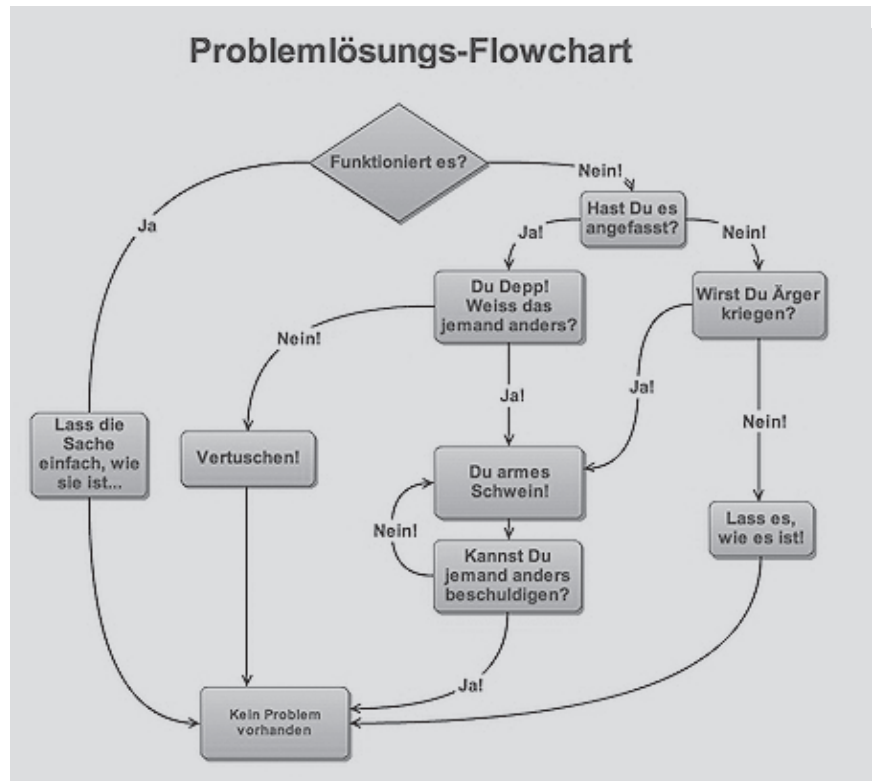 Problemlösungs-Flowchart
Funktioniert es?
Nein!
Ja
Hast Du es
angefasst?
Ja!
Nein!
Du Depp!
Weiss das
jemand anders?
Wirst Du Ärger
kriegen?
Nein!
Ja!
Ja!
Nein!
Lass die
Sache
einfach, wie
sie ist...
Vertuschen!
Du armes
Schwein!
Lass es,
wie es ist!
Nein!
Kannst Du
jemand anders
beschuldigen?
Ja!
Kein Problem
vorhanden